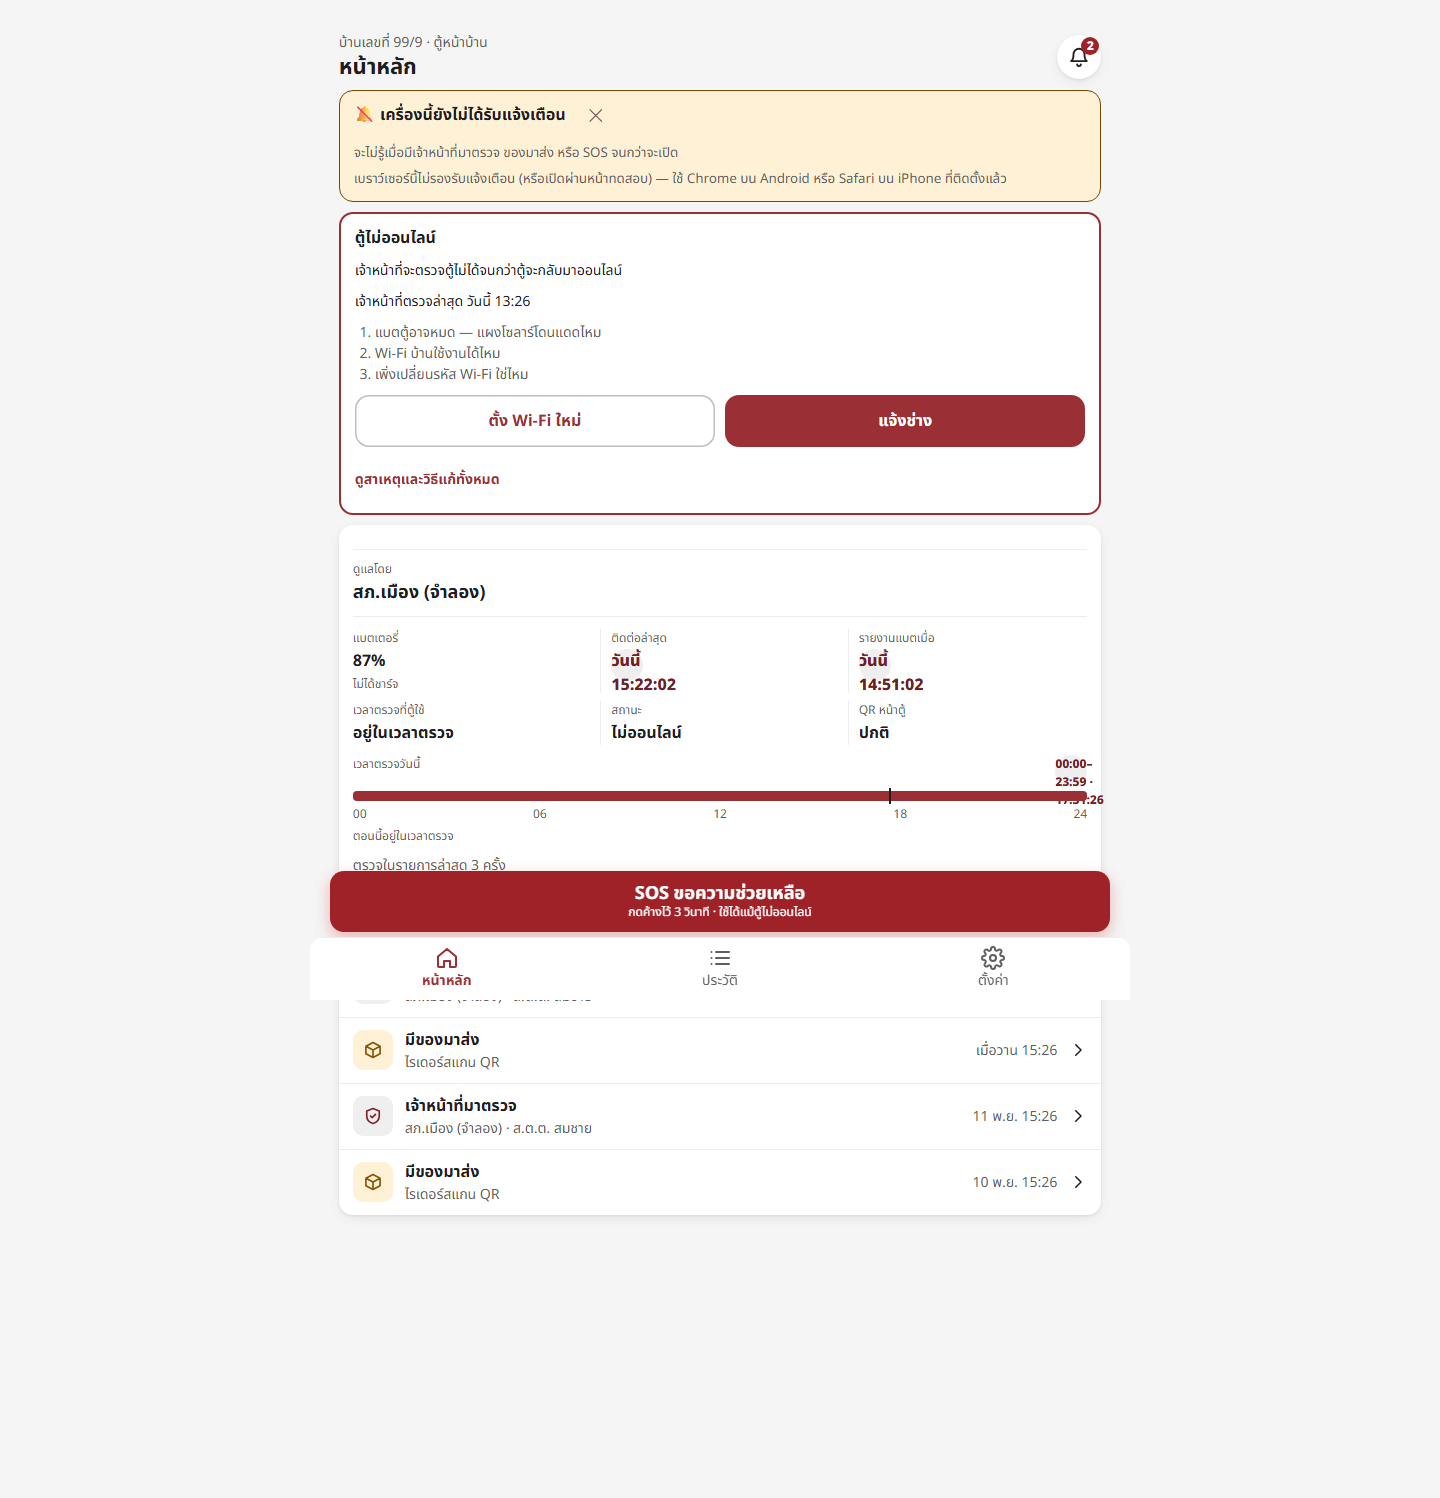 บ้านเลขที่ 99/9 · ตู้หน้าบ้าน
หน้าหลัก
2
เครื่องนี้ยังไม่ได้รับแจ้งเตือน
จะไม่รู้เมื่อมีเจ้าหน้าที่มาตรวจ ของมาส่ง หรือ SOS จนกว่าจะเปิด
เบราว์เซอร์นี้ไม่รองรับแจ้งเตือน (หรือเปิดผ่านหน้าทดสอบ) — ใช้ Chrome บน Android หรือ Safari บน iPhone ที่ติดตั้งแล้ว
ตู้ไม่ออนไลน์
เจ้าหน้าที่จะตรวจตู้ไม่ได้จนกว่าตู้จะกลับมาออนไลน์
เจ้าหน้าที่ตรวจล่าสุด วันนี้ 13:26
1. แบตตู้อาจหมด — แผงโซลาร์โดนแดดไหม
2. Wi-Fi บ้านใช้งานได้ไหม
3. เพิ่งเปลี่ยนรหัส Wi-Fi ใช่ไหม
ตั้ง Wi-Fi ใหม่
แจ้งช่าง
ดูสาเหตุและวิธีแก้ทั้งหมด
ดูแลโดย
สภ.เมือง (จำลอง)
แบตเตอรี่
87%
ไม่ได้ชาร์จ
ติดต่อล่าสุด
วันนี้
15:22:02
รายงานแบตเมื่อ
วันนี้
14:51:02
เวลาตรวจที่ตู้ใช้
อยู่ในเวลาตรวจ
สถานะ
ไม่ออนไลน์
QR หน้าตู้
ปกติ
เวลาตรวจวันนี้
00:00–
23:59 ·
00 06 12 18 24
ตอนนี้อยู่ในเวลาตรวจ
ตรวจในรายการล่าสุด 3 ครั้ง
SOS ขอความช่วยเหลือ
กดค้างไว้ 3 วินาที · ใช้ได้แม้ตู้ไม่ออนไลน์
หน้าหลัก
ประวัติ
ตั้งค่า
มีของมาส่ง
ไรเดอร์สแกน QR
เมื่อวาน 15:26
เจ้าหน้าที่มาตรวจ
สภ.เมือง (จำลอง) · ส.ต.ต. สมชาย
11 พ.ย. 15:26
มีของมาส่ง
ไรเดอร์สแกน QR
10 พ.ย. 15:26